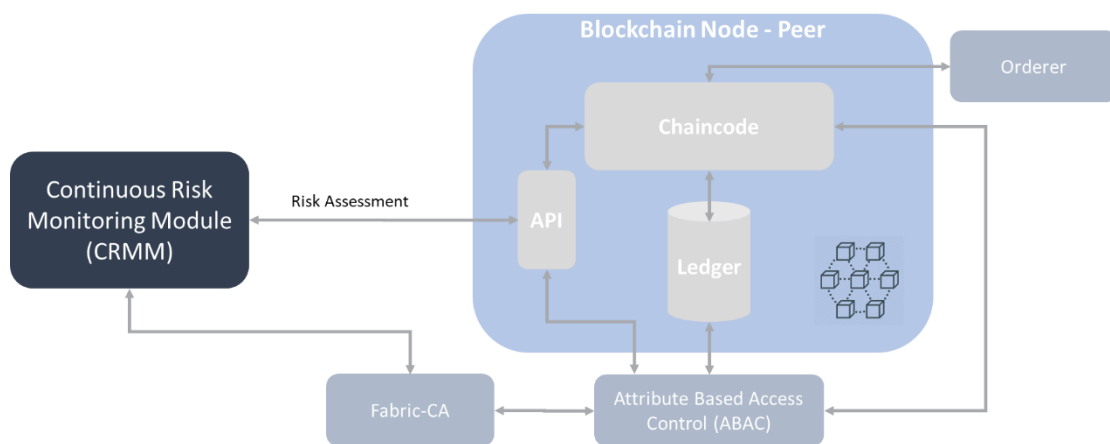 Blockchain Node - Peer
Orderer
Chaincode
Continuous Risk
Monitoring Module
(CRMM)
Risk Assessment
API
Ledger
Fabric-CA
Attribute Based Access
Control (ABAC)